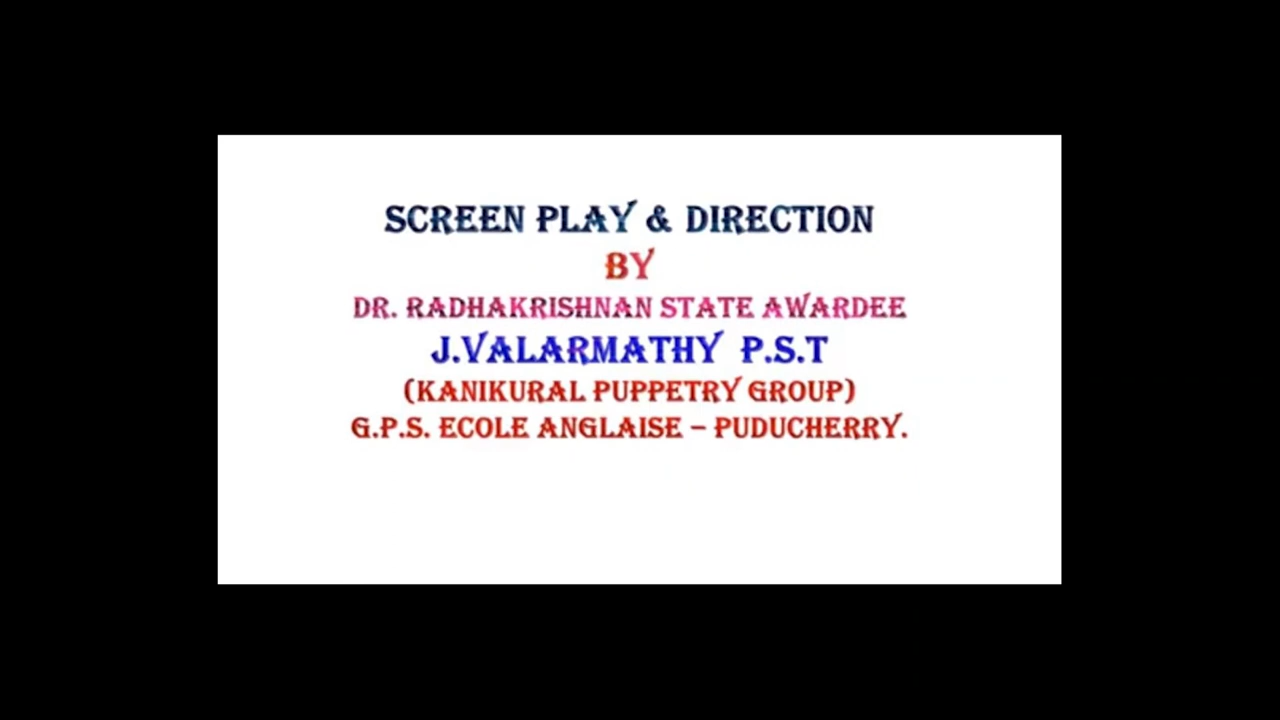 SCREEN PLAY & DIRECTION
BY
DR. RADHAKRISHNAN STATE AWARDEE
J.VALARMATHY P.S.T
(KANIKURAL PUPPETRY GROUP)
G.P.S. ECOLE ANGLAISE – PUDUCHERRY.